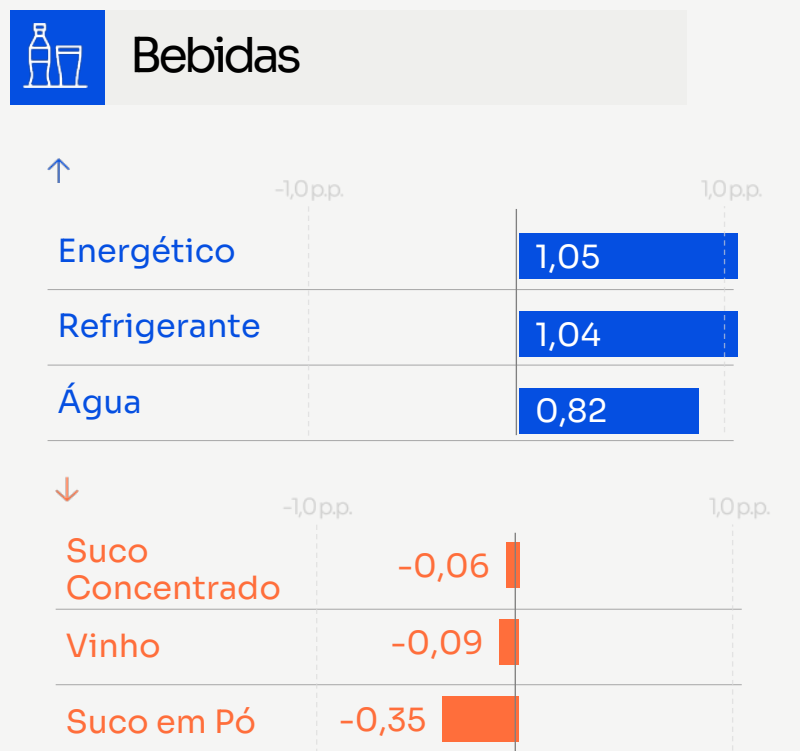 Bebidas
-1,0 p.p. 1,0 p.p.
Energético 1,05
Refrigerante 1,04
Água 0,82
-1,0 p.p. 1,0 p.p.
Suco
Concentrado -0,06
Vinho -0,09
Suco em Pó -0,35